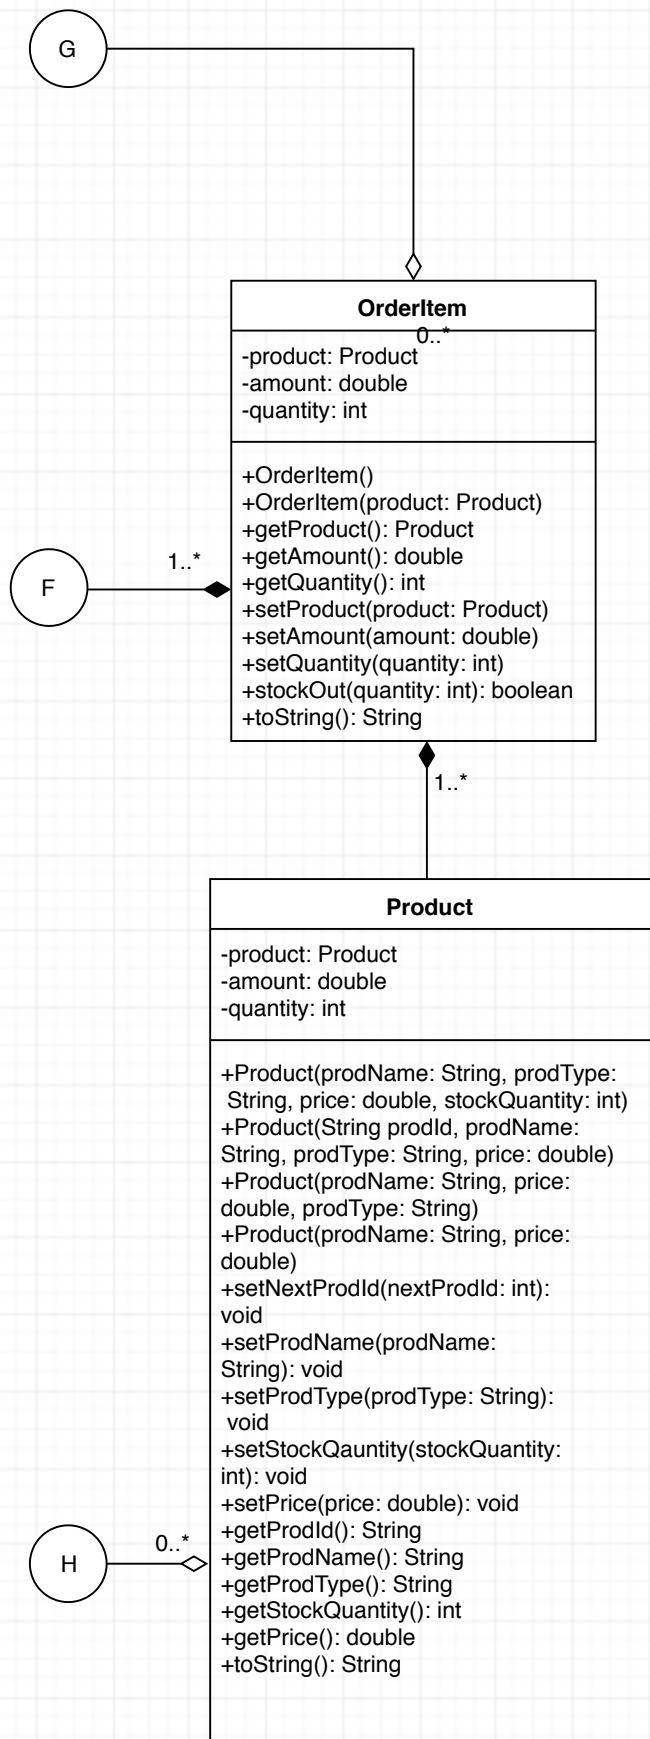 G
OrderItem
0..*
-product: Product
-amount: double
-quantity: int
+OrderItem()
+OrderItem(product: Product)
+getProduct(): Product
+getAmount(): double
+getQuantity(): int
+setProduct(product: Product)
+setAmount(amount: double)
+setQuantity(quantity: int)
+stockOut(quantity: int): boolean
+toString(): String
1..*
F
1..*
Product
-product: Product
-amount: double
-quantity: int
+Product(prodName: String, prodType:
String, price: double, stockQuantity: int)
+Product(String prodId, prodName:
String, prodType: String, price: double)
+Product(prodName: String, price:
double, prodType: String)
+Product(prodName: String, price:
double)
+setNextProdId(nextProdId: int):
void
+setProdName(prodName:
String): void
+setProdType(prodType: String):
void
+setStockQauntity(stockQuantity:
int): void
+setPrice(price: double): void
+getProdId(): String
+getProdName(): String
+getProdType(): String
+getStockQuantity(): int
+getPrice(): double
+toString(): String
0..*
H